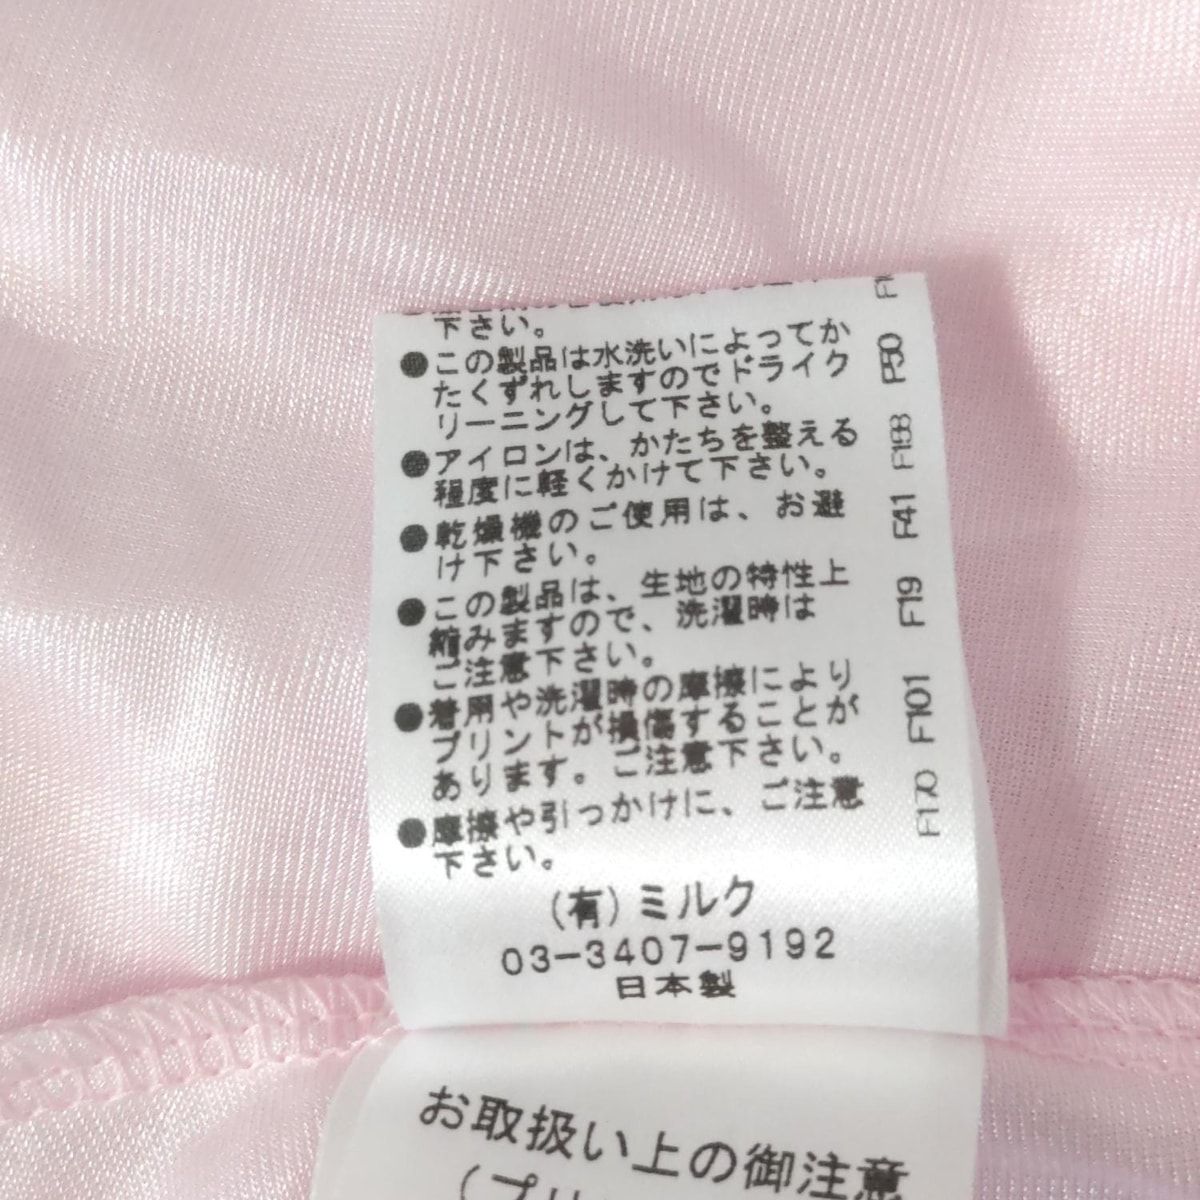 下さい。
●この製品は水洗いによってか
たくずれしますのでドライク
リーニングして下さい。
●アイロンは、かたちを整える
程度に軽くかけて下さい。
●乾燥機のご使用は、お避
け下さい。
●この製品は、生地の特性上
縮みますので、洗濯時は
ご注意下さい。
●着用や洗濯時の摩擦により
プリントが損傷することが
あります。ご注意下さい。
●摩擦や引っかけに、ご注意
下さい。
(有)ミルク
03-3407-9192
日本製
F170 F101 F19 F41 F193 F50
お取扱い上の御注意
(プリ